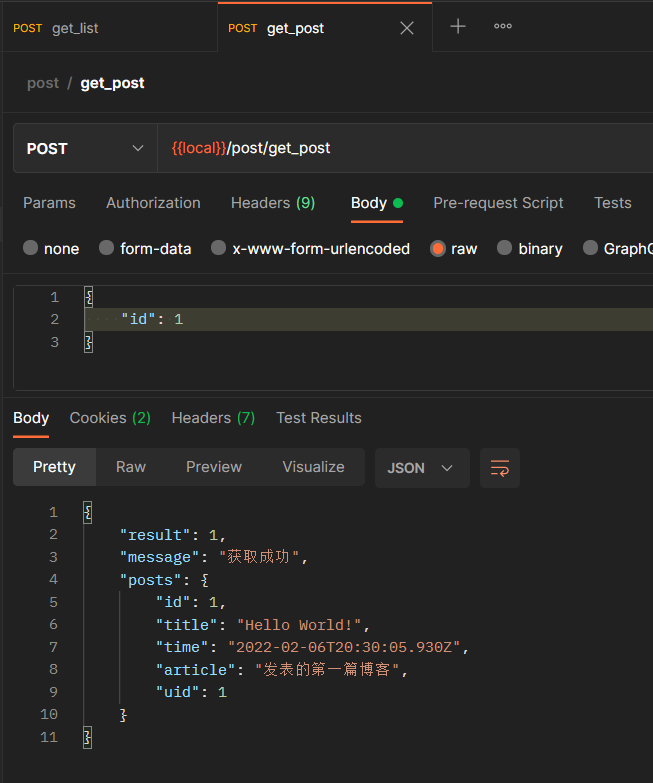 POST get_list POST get_post
post / get_post
POST {{local}}/post/get_post
Params Authorization Headers (9) Body Pre-request Script Tests
none form-data x-www-form-urlencoded raw binary GraphQ
1 {
2 "id": 1
3 }
Body Cookies (2) Headers (7) Test Results
Pretty Raw Preview Visualize JSON
1 {
2 "result": 1,
3 "message": "获取成功",
4 "posts": {
5 "id": 1,
6 "title": "Hello World!",
7 "time": "2022-02-06T20:30:05.930Z",
8 "article": "发表的第一篇博客",
9 "uid": 1
10 }
11 }